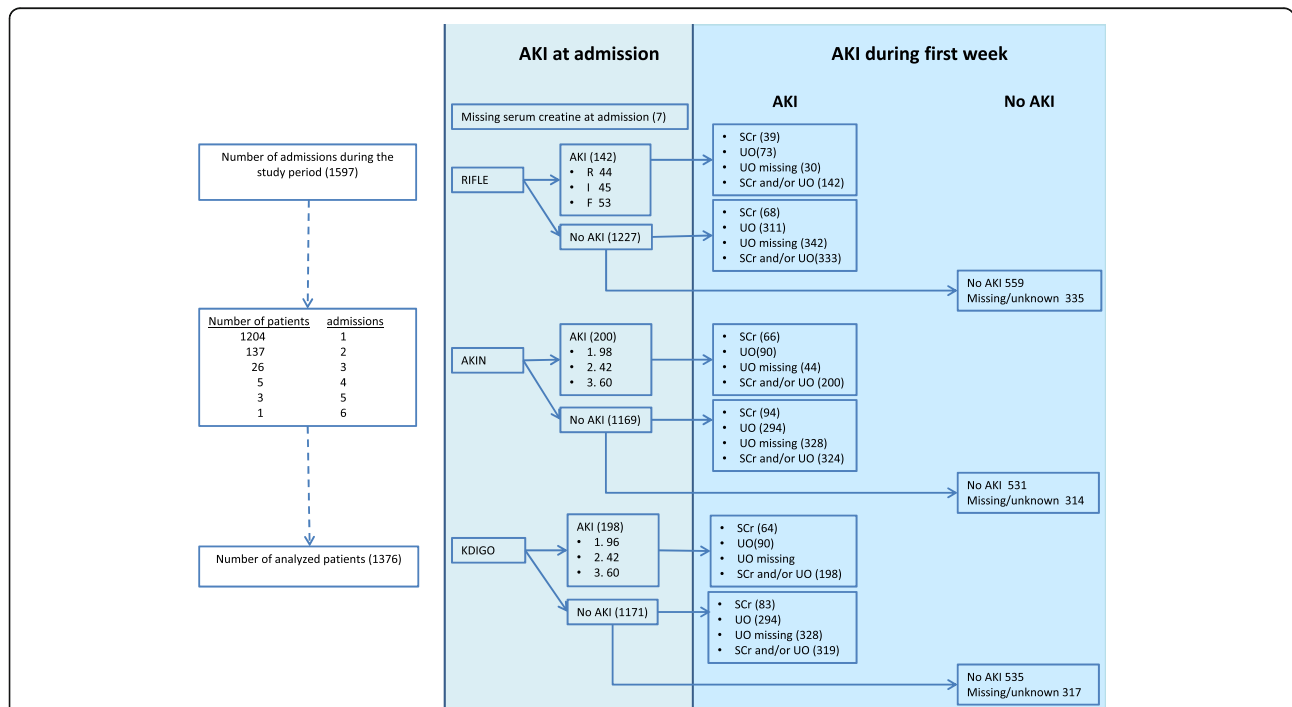 AKI at admission
AKI during first week
AKI
No AKI
Number of admissions during the
study period (1597)
Number of patients admissions
1204 1
137 2
26 3
5 4
3 5
1 6
Number of analyzed patients (1376)
Missing serum creatine at admission (7)
RIFLE
AKI (142)
• R 44
• I 45
• F 53
No AKI (1227)
• SCr (39)
• UO(73)
• UO missing (30)
• SCr and/or UO (142)
• SCr (68)
• UO (311)
• UO missing (342)
• SCr and/or UO(333)
No AKI 559
Missing/unknown 335
AKIN
AKI (200)
• 1. 98
• 2. 42
• 3. 60
No AKI (1169)
• SCr (66)
• UO(90)
• UO missing (44)
• SCr and/or UO (200)
• SCr (94)
• UO (294)
• UO missing (328)
• SCr and/or UO (324)
No AKI 531
Missing/unknown 314
KDIGO
AKI (198)
• 1. 96
• 2. 42
• 3. 60
No AKI (1171)
• SCr (64)
• UO(90)
• UO missing
• SCr and/or UO (198)
• SCr (83)
• UO (294)
• UO missing (328)
• SCr and/or UO (319)
No AKI 535
Missing/unknown 317